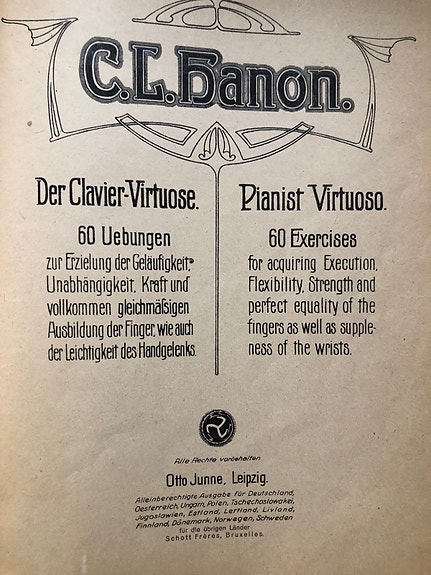 C.L.Hanon.
Der Clavier-Virtuose.
60 Uebungen
zur Erzielung der Geläufigkeit,
Unabhängigkeit, Kraft und
vollkommen gleichmäßigen
Ausbildung der Finger, wie auch
der Leichtigkeit des Handgelenks.
Pianist Virtuoso.
60 Exercises
for acquiring Execution,
Flexibility, Strength and
perfect equality of the
fingers as well as supple-
ness of the wrists.
Alle Rechte vorbehalten
Otto Junne, Leipzig.
Alleinberechtigte Ausgabe für Deutschland,
Oesterreich, Ungarn, Polen, Tschechoslowakei,
Jugoslawien, Estland, Lettland, Livland,
Finnland, Dänemark, Norwegen, Schweden
für die übrigen Länder
Schott Frères, Bruxelles.